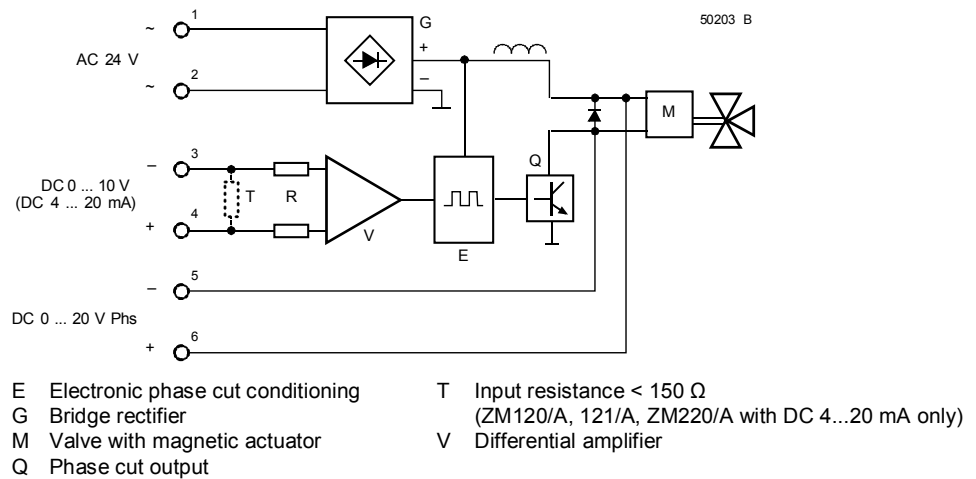 50203 B
1
G
~
+
AC 24 V
2
–
~
M
3
Q
–
DC 0 ... 10 V
(DC 4 ... 20 mA)
T
R
4
+
V
E
5
–
DC 0 ... 20 V Phs
6
+
E Electronic phase cut conditioning
G Bridge rectifier
M Valve with magnetic actuator
Q Phase cut output
T Input resistance < 150 Ω
(ZM120/A, 121/A, ZM220/A with DC 4...20 mA only)
V Differential amplifier